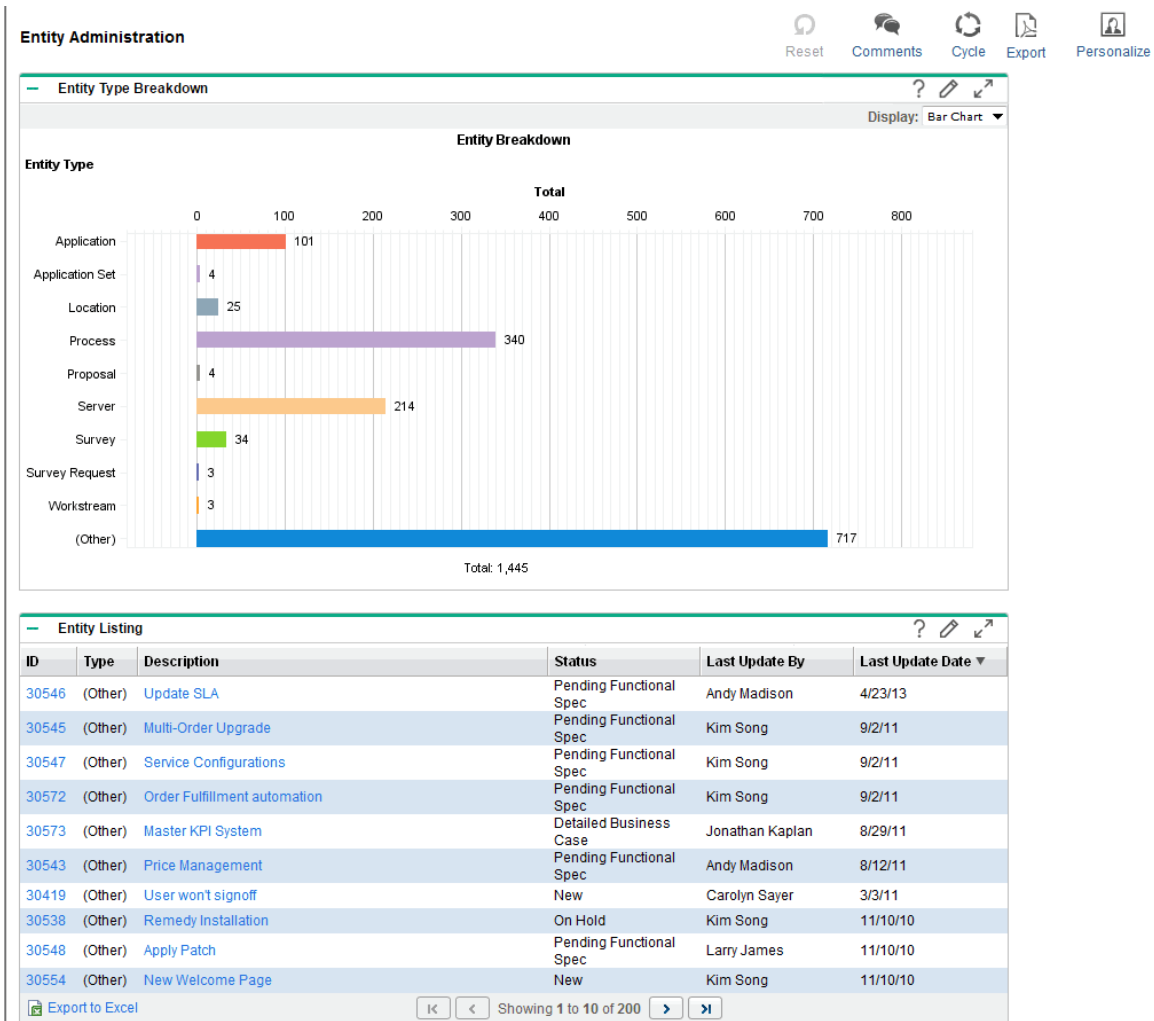 Entity Administration
Reset Comments Cycle Export Personalize
Entity Type Breakdown
Display: Bar Chart
Entity Breakdown
Entity Type
Total
0 100 200 300 400 500 600 700 800
Application 101
Application Set 4
Location 25
Process 340
Proposal 4
Server 214
Survey 34
Survey Request 3
Workstream 3
(Other) 717
Total: 1,445
Entity Listing
ID Type Description Status Last Update By Last Update Date
30546 (Other) Update SLA Pending Functional Spec Andy Madison 4/23/13
30545 (Other) Multi-Order Upgrade Pending Functional Spec Kim Song 9/2/11
30547 (Other) Service Configurations Pending Functional Spec Kim Song 9/2/11
30572 (Other) Order Fulfillment automation Pending Functional Spec Kim Song 9/2/11
30573 (Other) Master KPI System Detailed Business Case Jonathan Kaplan 8/29/11
30543 (Other) Price Management Pending Functional Spec Andy Madison 8/12/11
30419 (Other) User won't signoff New Carolyn Sayer 3/3/11
30538 (Other) Remedy Installation On Hold Kim Song 11/10/10
30548 (Other) Apply Patch Pending Functional Spec Larry James 11/10/10
30554 (Other) New Welcome Page New Kim Song 11/10/10
Export to Excel Showing 1 to 10 of 200